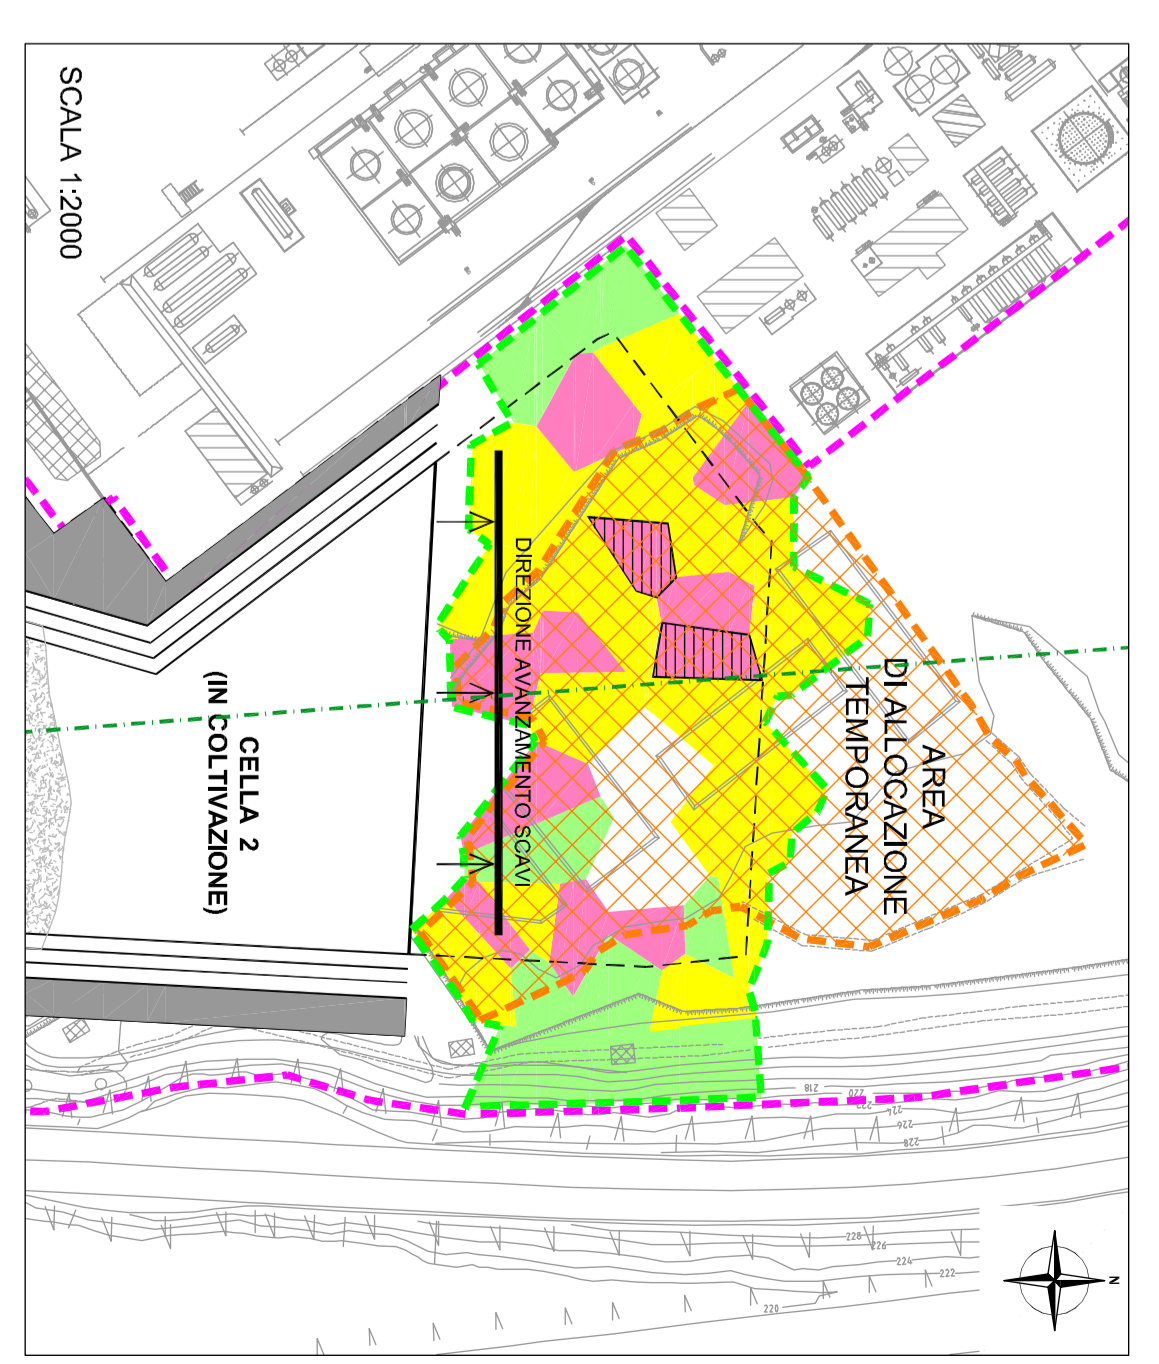 SCALA 1:2000
AREA
DI ALLOCAZIONE
TEMPORANEA
DIREZIONE AVANZAMENTO SCAVI
CELLA 2
(IN COLTIVAZIONE)
218
220
222
224
226
228
228
226
224
222
220
N